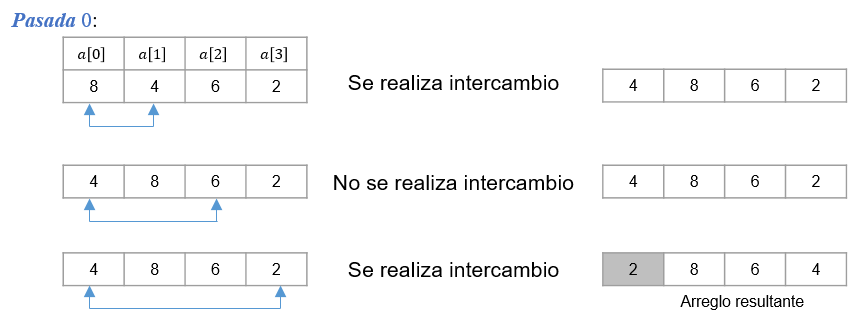 Pasada 0:
a[0] a[1] a[2] a[3]
8 4 6 2
Se realiza intercambio
4 8 6 2
4 8 6 2
No se realiza intercambio
4 8 6 2
4 8 6 2
Se realiza intercambio
2 8 6 4
Arreglo resultante